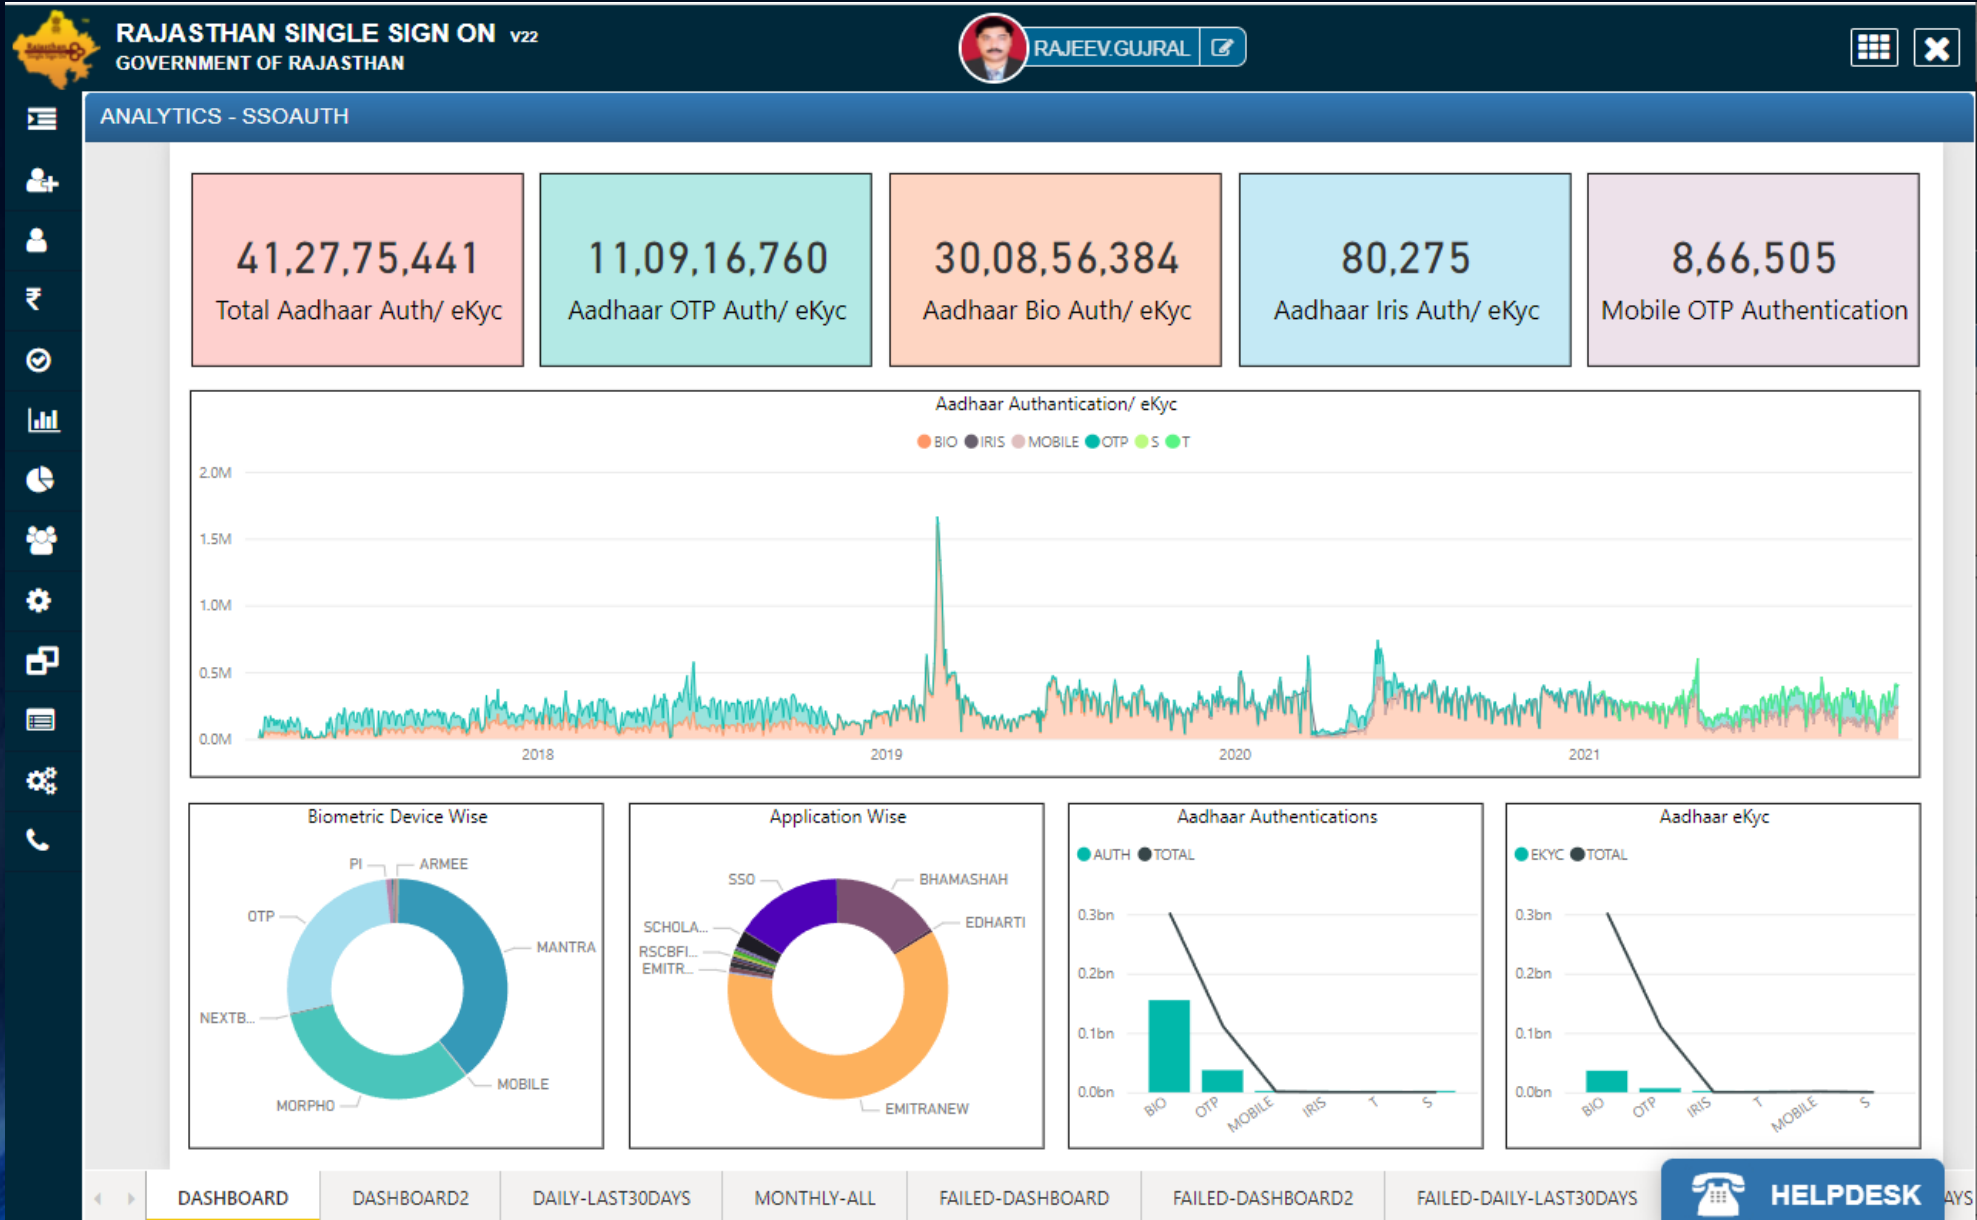 RAJASTHAN SINGLE SIGN ON V22
GOVERNMENT OF RAJASTHAN
RAJEEV.GUJRAL
ANALYTICS - SSOAUTH
41,27,75,441
Total Aadhaar Auth/ eKyc
11,09,16,760
Aadhaar OTP Auth/ eKyc
30,08,56,384
Aadhaar Bio Auth/ eKyc
80,275
Aadhaar Iris Auth/ eKyc
8,66,505
Mobile OTP Authentication
Aadhaar Authantication/ eKyc
BIO IRIS MOBILE OTP S T
2.0M
1.5M
1.0M
0.5M
0.0M
2018 2019 2020 2021
Biometric Device Wise
PI
ARMEE
OTP
MANTRA
NEXTB...
MOBILE
MORPHO
Application Wise
SSO
BHAMASHAH
EDHARTI
SCHOLA...
RSCBFI...
EMITR...
EMITRANEW
Aadhaar Authentications
AUTH TOTAL
0.3bn
0.2bn
0.1bn
0.0bn
BIO OTP MOBILE IRIS T S
Aadhaar eKyc
EKYC TOTAL
0.3bn
0.2bn
0.1bn
0.0bn
BIO OTP IRIS T MOBILE S
DASHBOARD DASHBOARD2 DAILY-LAST30DAYS MONTHLY-ALL FAILED-DASHBOARD FAILED-DASHBOARD2 FAILED-DAILY-LAST30DAYS AYS
HELPDESK